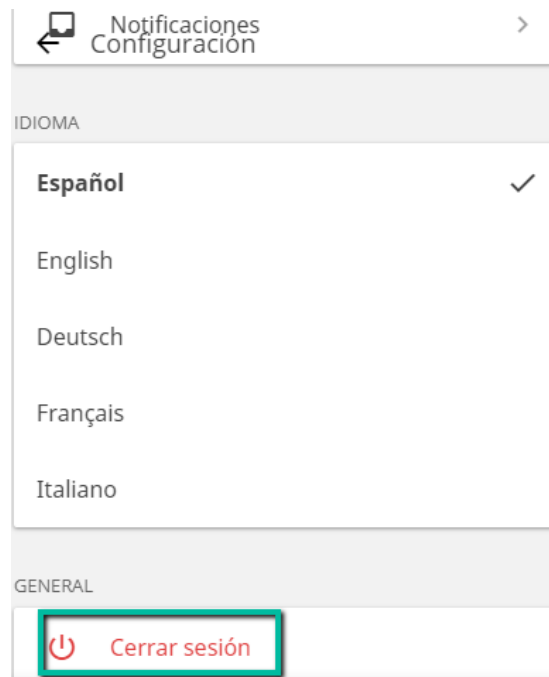 Notificaciones
Configuración
IDIOMA
Español
English
Deutsch
Français
Italiano
GENERAL
Cerrar sesión